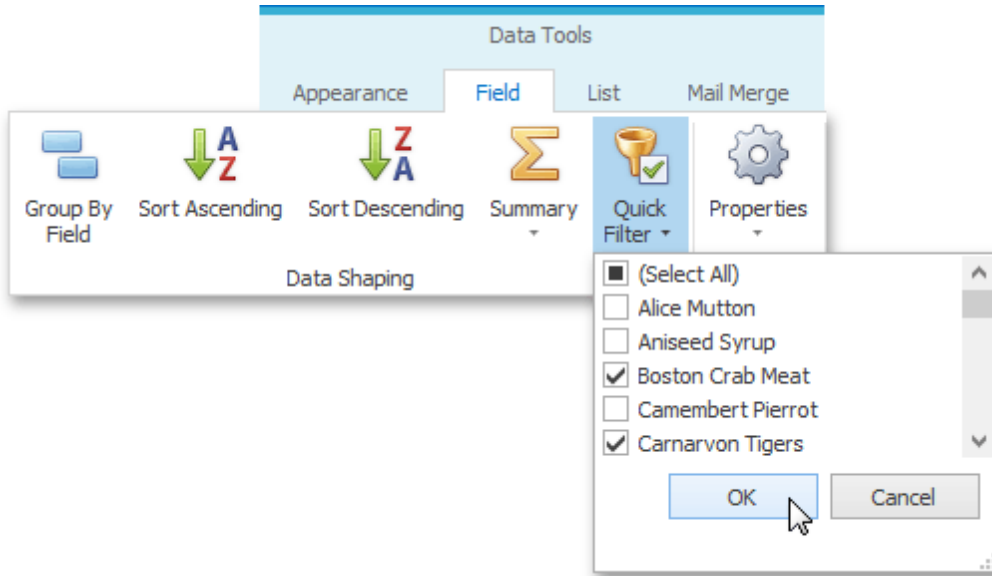 Data Tools
Appearance Field List Mail Merge
A Z Z A
Group By Field Sort Ascending Sort Descending Summary Quick Filter Properties
Data Shaping
(Select All)
Alice Mutton
Aniseed Syrup
Boston Crab Meat
Camembert Pierrot
Carnarvon Tigers
OK Cancel